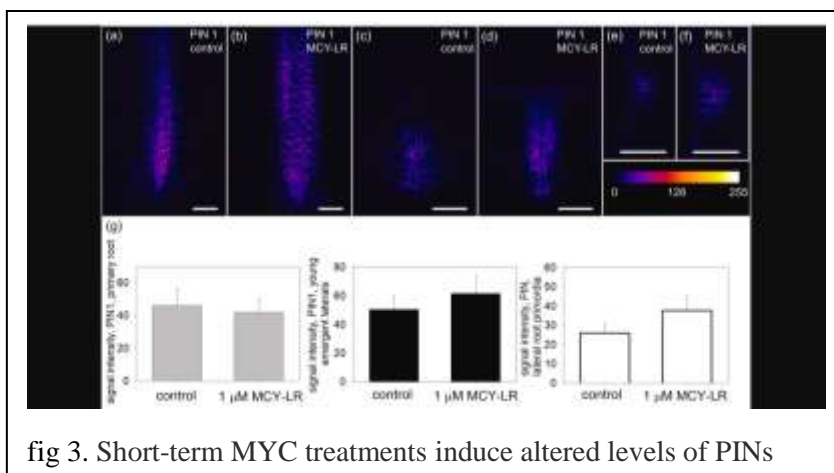 (a) PIN 1 control
(b) PIN 1 MCY-LR
(c) PIN 1 control
(d) PIN 1 MCY-LR
(e) PIN 1 control
(f) PIN 1 MCY-LR
0 128 255
(g)
signal intensity, PIN1, primary root
60
40
20
0
control 1 µM MCY-LR
signal intensity, PIN1, young emergent laterals
80
60
40
20
0
control 1 µM MCY-LR
signal intensity, PIN, lateral root primordia
60
50
40
30
20
10
0
control 1 µM MCY-LR
fig 3. Short-term MYC treatments induce altered levels of PINs